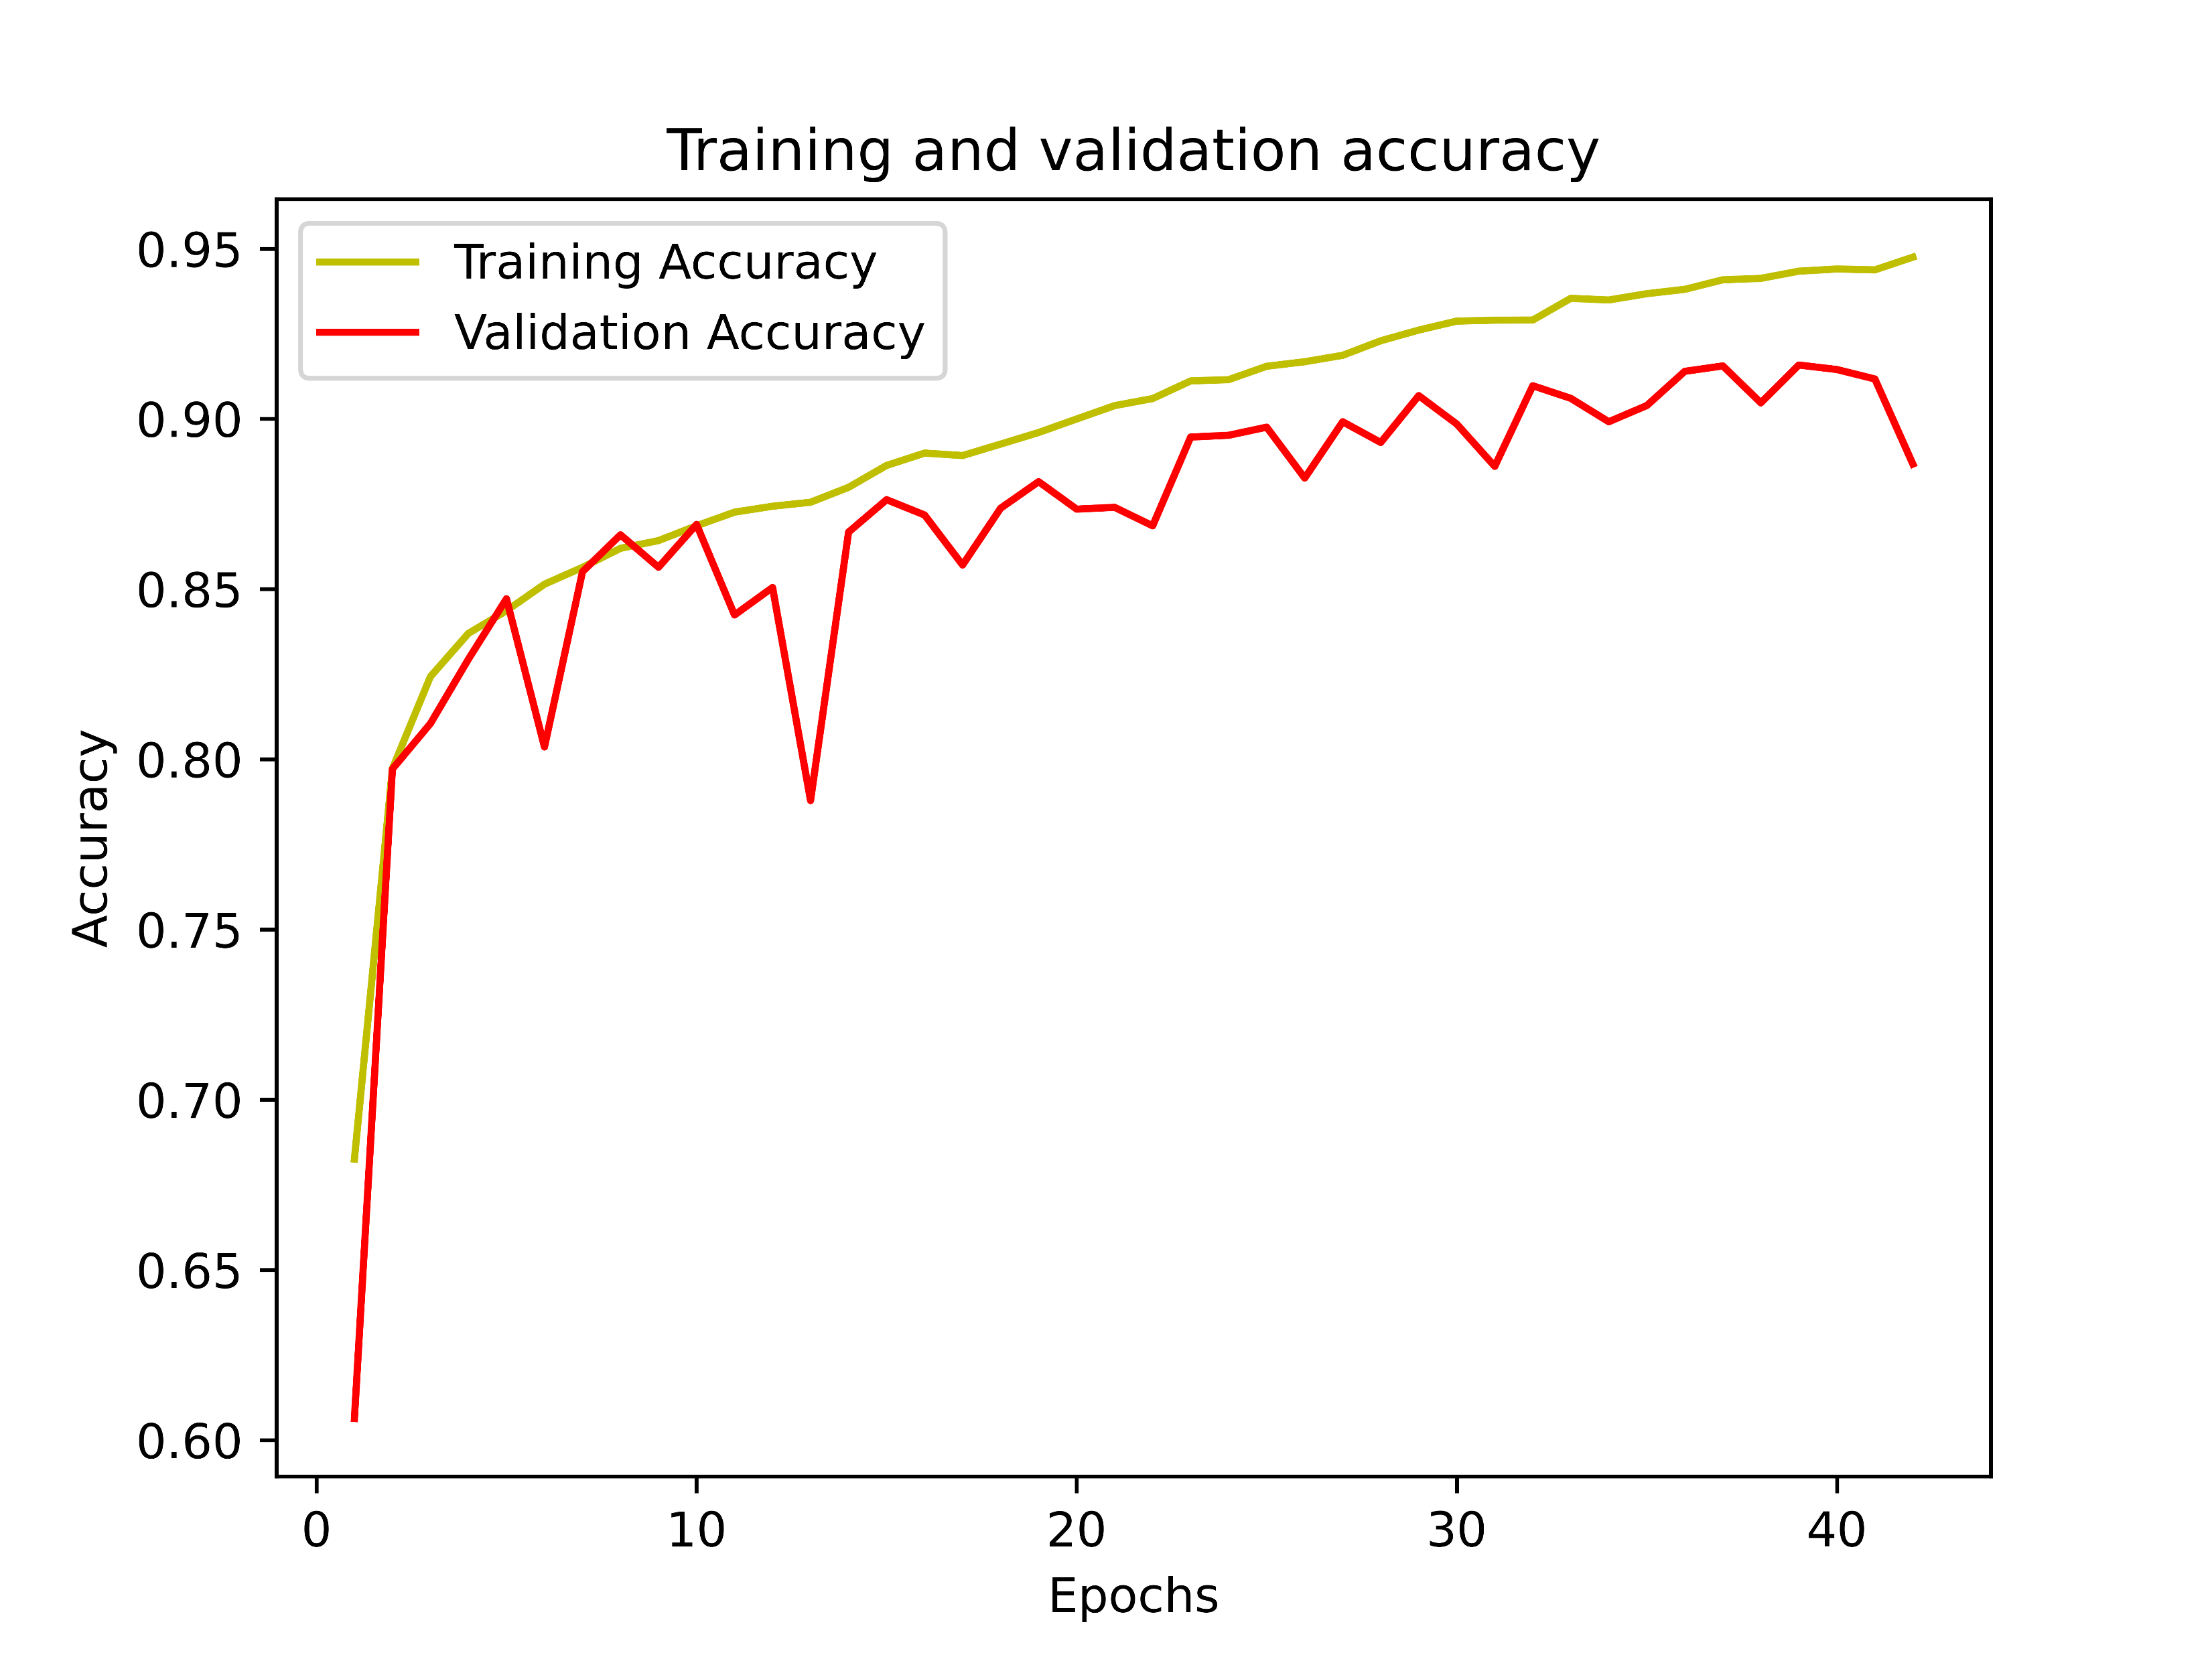 Training and validation accuracy
Training Accuracy
Validation Accuracy
0.95
0.90
0.85
0.80
0.75
0.70
0.65
0.60
Accuracy
0 10 20 30 40
Epochs